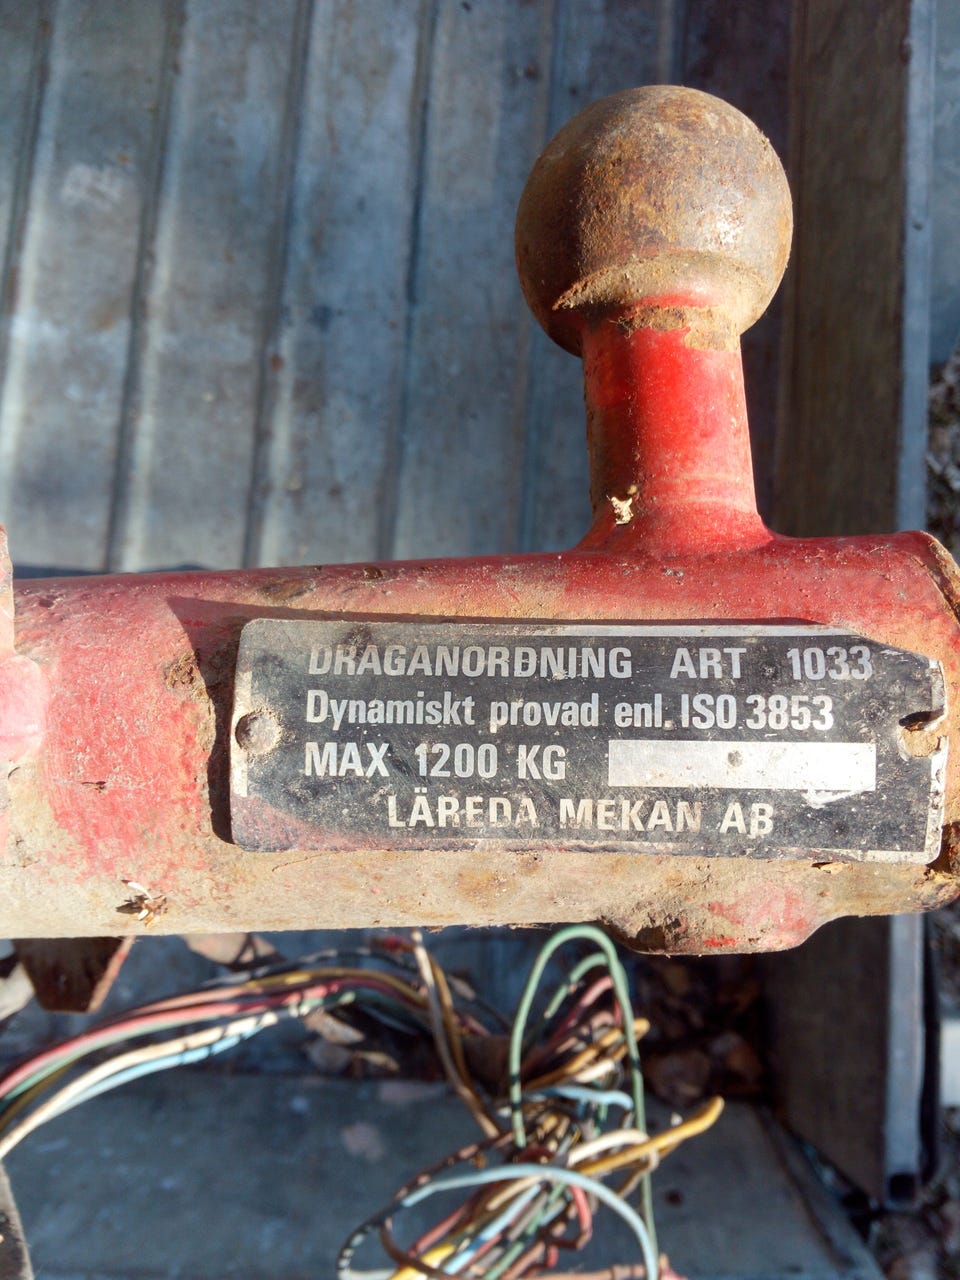 DRAGANORDNING ART 1033
Dynamiskt provad enl. ISO 3853
MAX 1200 KG
LÄREDA MEKAN AB